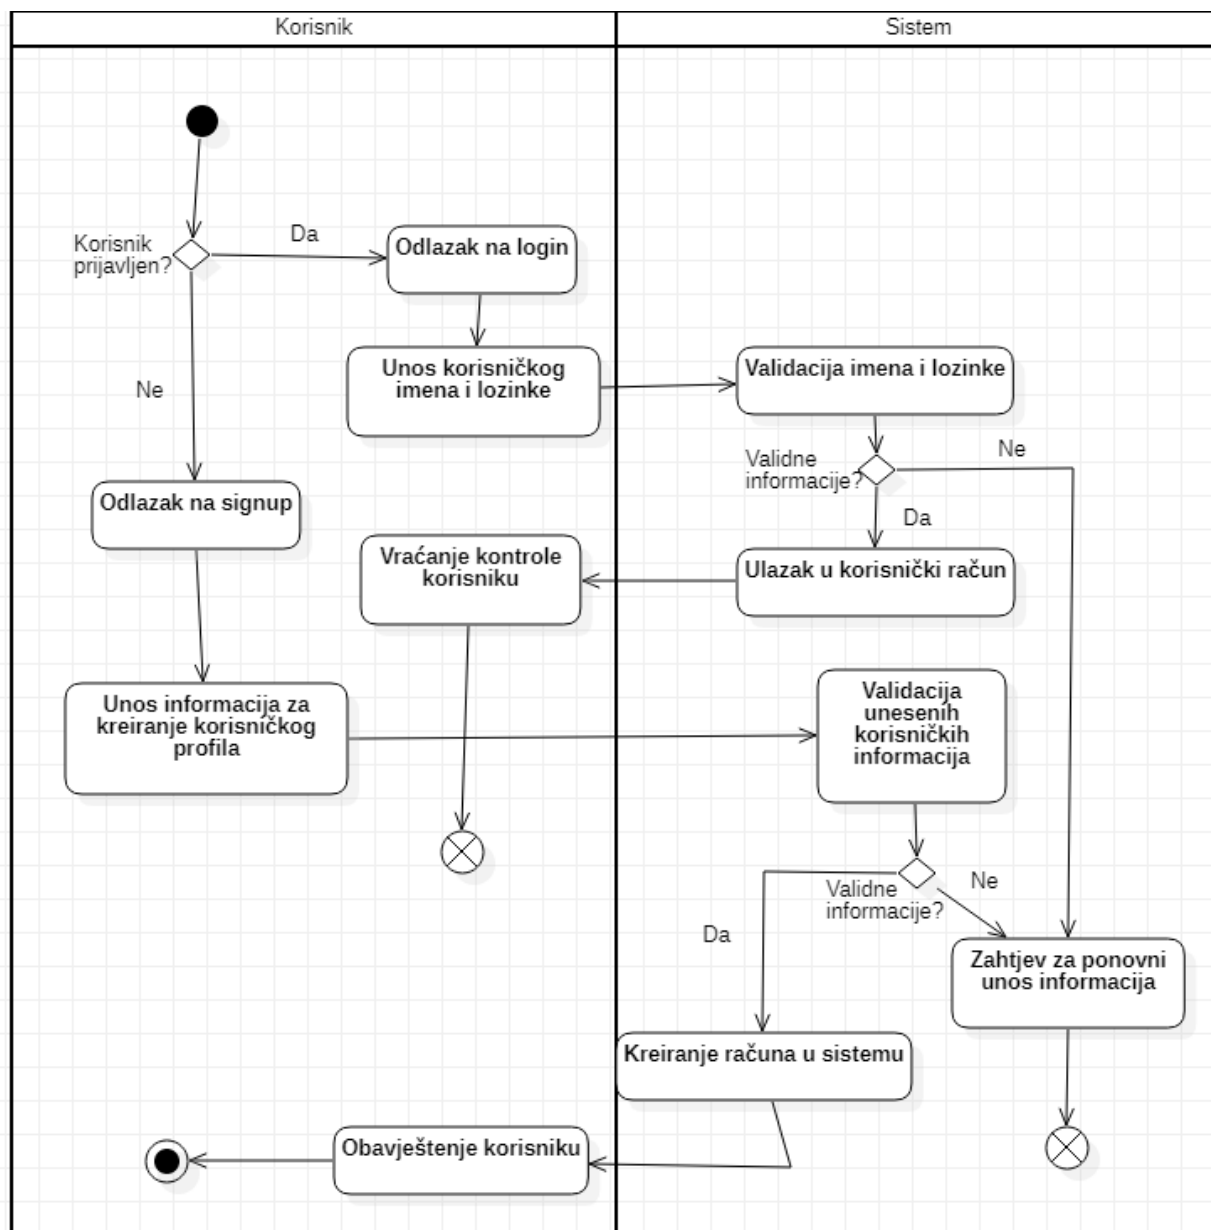 Korisnik
Sistem
Korisnik
prijavljen?
Da
Odlazak na login
Unos korisničkog
imena i lozinke
Validacija imena i lozinke
Ne
Validne
informacije?
Ne
Da
Odlazak na signup
Vraćanje kontrole
korisniku
Ulazak u korisnički račun
Unos informacija za
kreiranje korisničkog
profila
Validacija
unesenih
korisničkih
informacija
Validne
informacije?
Ne
Da
Zahtjev za ponovni
unos informacija
Kreiranje računa u sistemu
Obavještenje korisniku